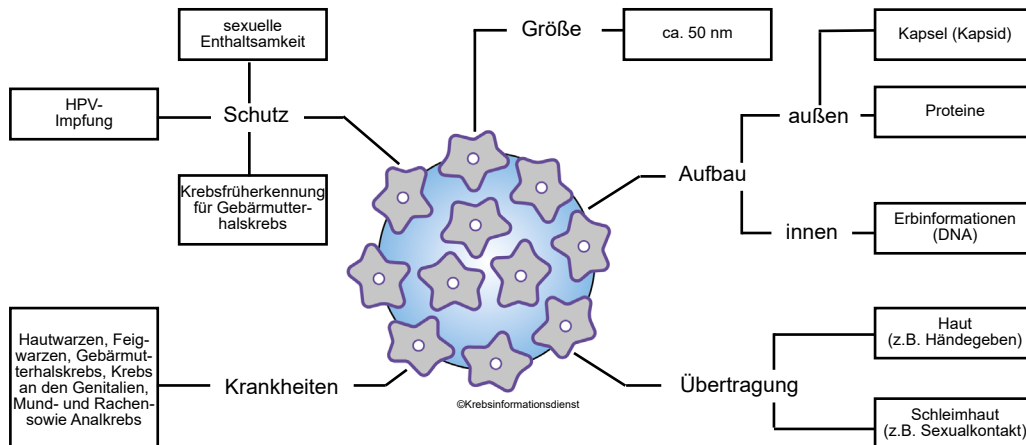 sexuelle
Enthaltsamkeit
HPV-
Impfung
Schutz
Krebsfrüherkennung
für Gebärmutter-
halskrebs
Größe
ca. 50 nm
Aufbau
außen
Kapsel (Kapsid)
Proteine
innen
Erbinformationen
(DNA)
Hautwarzen, Feig-
warzen, Gebärmut-
terhalskrebs, Krebs
an den Genitalien,
Mund- und Rachen-
sowie Analkrebs
Krankheiten
Übertragung
Haut
(z.B. Händegeben)
Schleimhaut
(z.B. Sexualkontakt)
©Krebsinformationsdienst